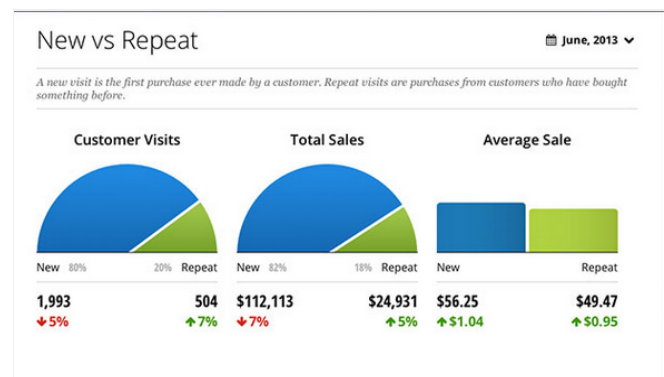 New vs Repeat
June, 2013
A new visit is the first purchase ever made by a customer. Repeat visits are purchases from customers who have bought
something before.
Customer Visits
Total Sales
Average Sale
New 80% 20% Repeat
New 82% 18% Repeat
New Repeat
1,993 504
$112,113 $24,931
$56.25 $49.47
5% 7%
7% 5%
$1.04 $0.95